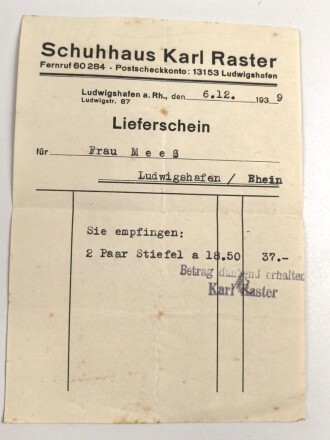 Schuhhaus Karl Raster
Fernruf 60 284 - Postscheckkonto: 13153 Ludwigshafen
Ludwigshafen a. Rh., den 6.12. 1939
Ludwigstr. 67
Lieferschein
für Frau Meeß
Ludwigshafen / Rhein
Sie empfingen:
2 Paar Stiefel a 18.50 37.-
Betrag dankend erhalten
Karl Raster